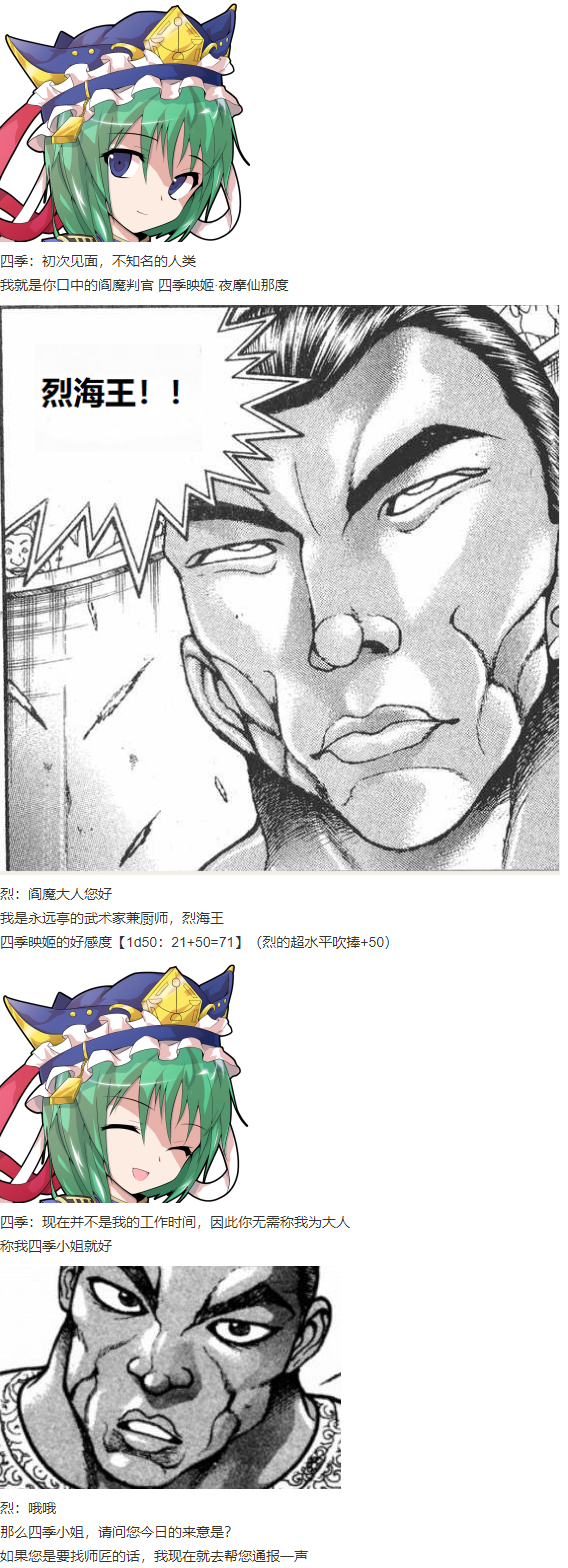 四季：初次见面，不知名的人类
我就是你口中的阎魔判官 四季映姬·夜摩仙那度
烈海王！！
烈：阎魔大人您好
我是永远亭的武术家兼厨师，烈海王
四季映姬的好感度【1d50：21+50=71】（烈的超水平吹捧+50）
四季：现在并不是我的工作时间，因此你无需称我为大人
称我四季小姐就好
烈：哦哦
那么四季小姐，请问您今日的来意是？
如果您是要找师匠的话，我现在就去帮您通报一声